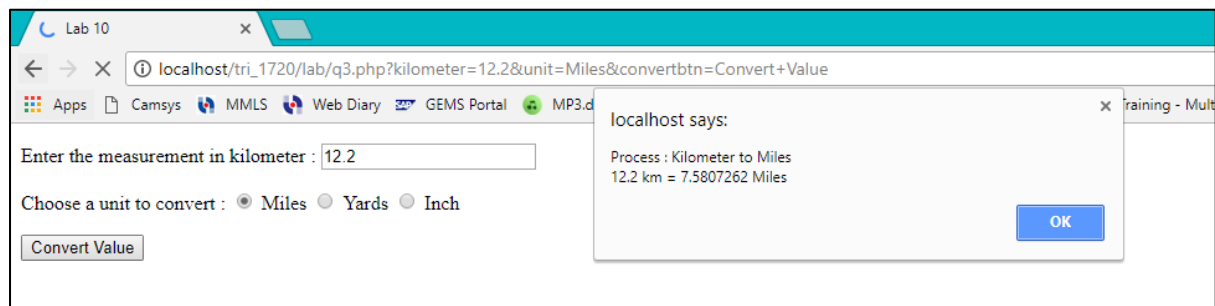 Lab 10
localhost/tri_1720/lab/q3.php?kilometer=12.2&unit=Miles&convertbtn=Convert+Value
Apps Camsys MMLS Web Diary GEMS Portal MP3.d
Training - Mult
localhost says:
Process : Kilometer to Miles
12.2 km = 7.5807262 Miles
OK
Enter the measurement in kilometer : 12.2
Choose a unit to convert : Miles Yards Inch
Convert Value